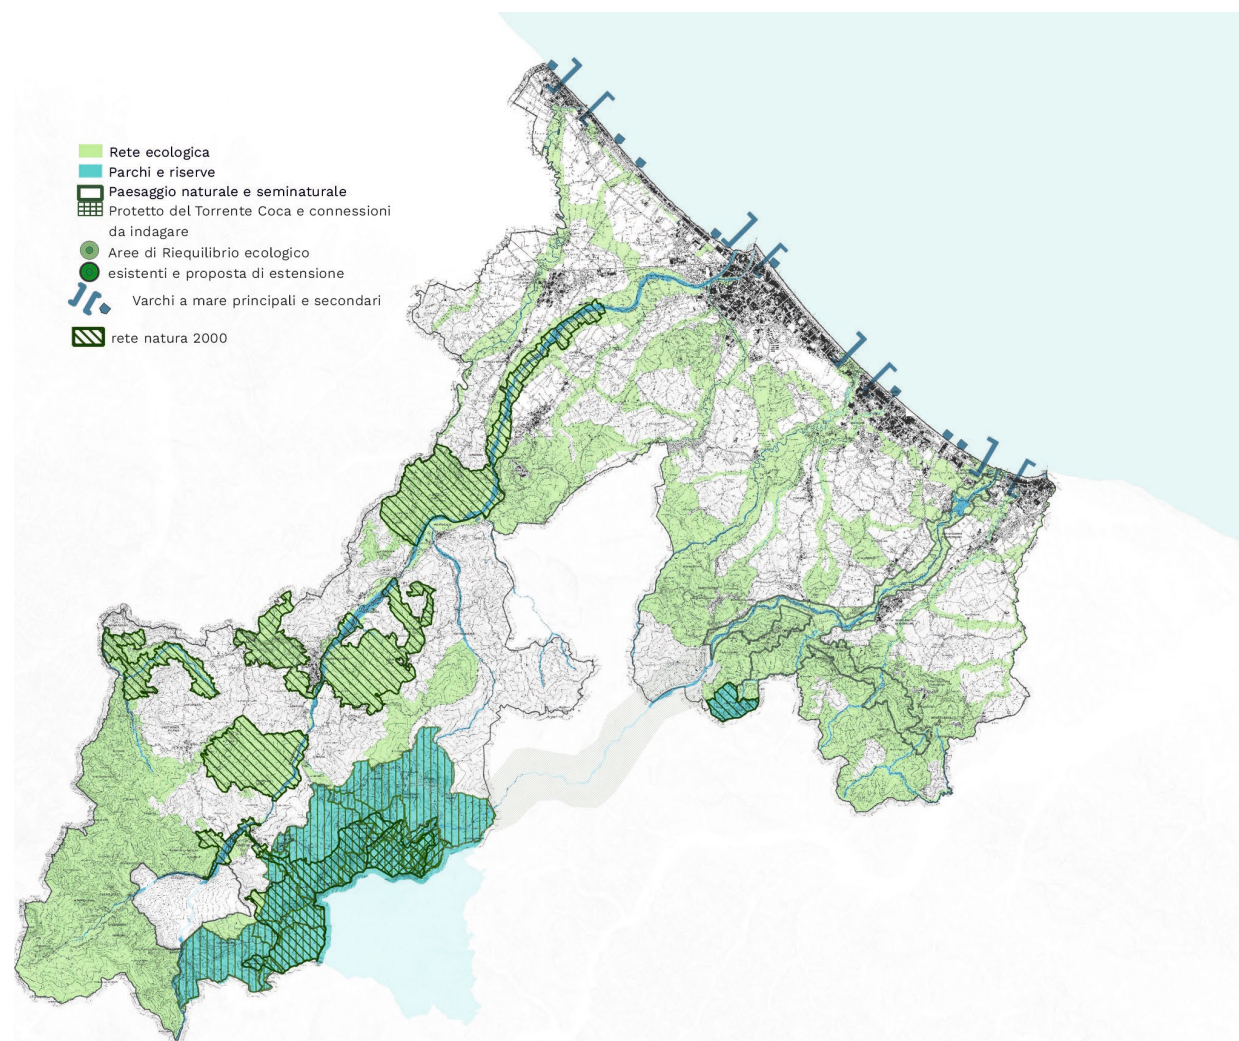 Rete ecologica
Parchi e riserve
Paesaggio naturale e seminaturale
Protetto del Torrente Coca e connessioni
da indagare
Aree di Riequilibrio ecologico
esistenti e proposta di estensione
Varchi a mare principali e secondari
rete natura 2000